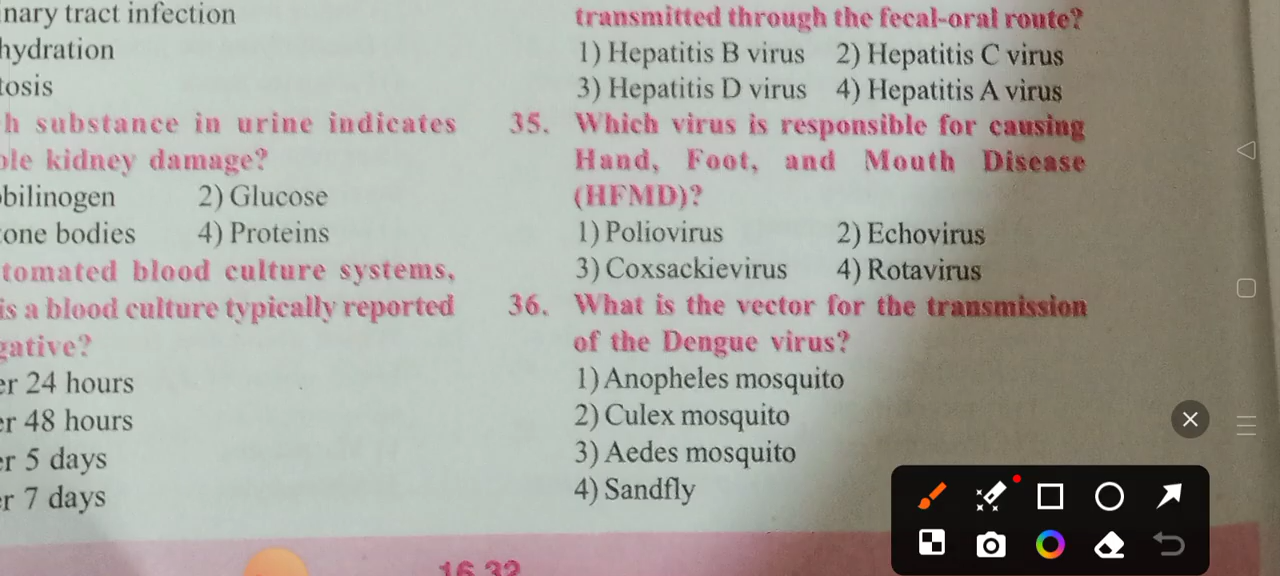 nary tract infection
hydration
tosis
h substance in urine indicates
ble kidney damage?
obilinogen 2) Glucose
tone bodies 4) Proteins
tomated blood culture systems,
is a blood culture typically reported
gative?
er 24 hours
er 48 hours
er 5 days
er 7 days
transmitted through the fecal-oral route?
1) Hepatitis B virus 2) Hepatitis C virus
3) Hepatitis D virus 4) Hepatitis A virus
35. Which virus is responsible for causing
Hand, Foot, and Mouth Disease
(HFMD)?
1) Poliovirus 2) Echovirus
3) Coxsackievirus 4) Rotavirus
36. What is the vector for the transmission
of the Dengue virus?
1) Anopheles mosquito
2) Culex mosquito
3) Aedes mosquito
4) Sandfly
16.32